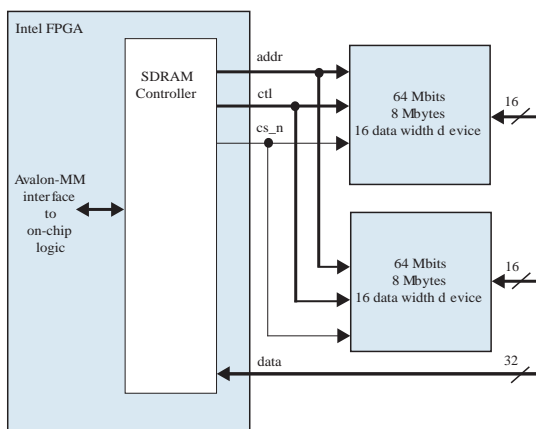 Intel FPGA
SDRAM
Controller
Avalon-MM
interface
to
on-chip
logic
addr
ctl
cs_n
64 Mbits
8 Mbytes
16 data width d evice
16
64 Mbits
8 Mbytes
16 data width d evice
16
data
32